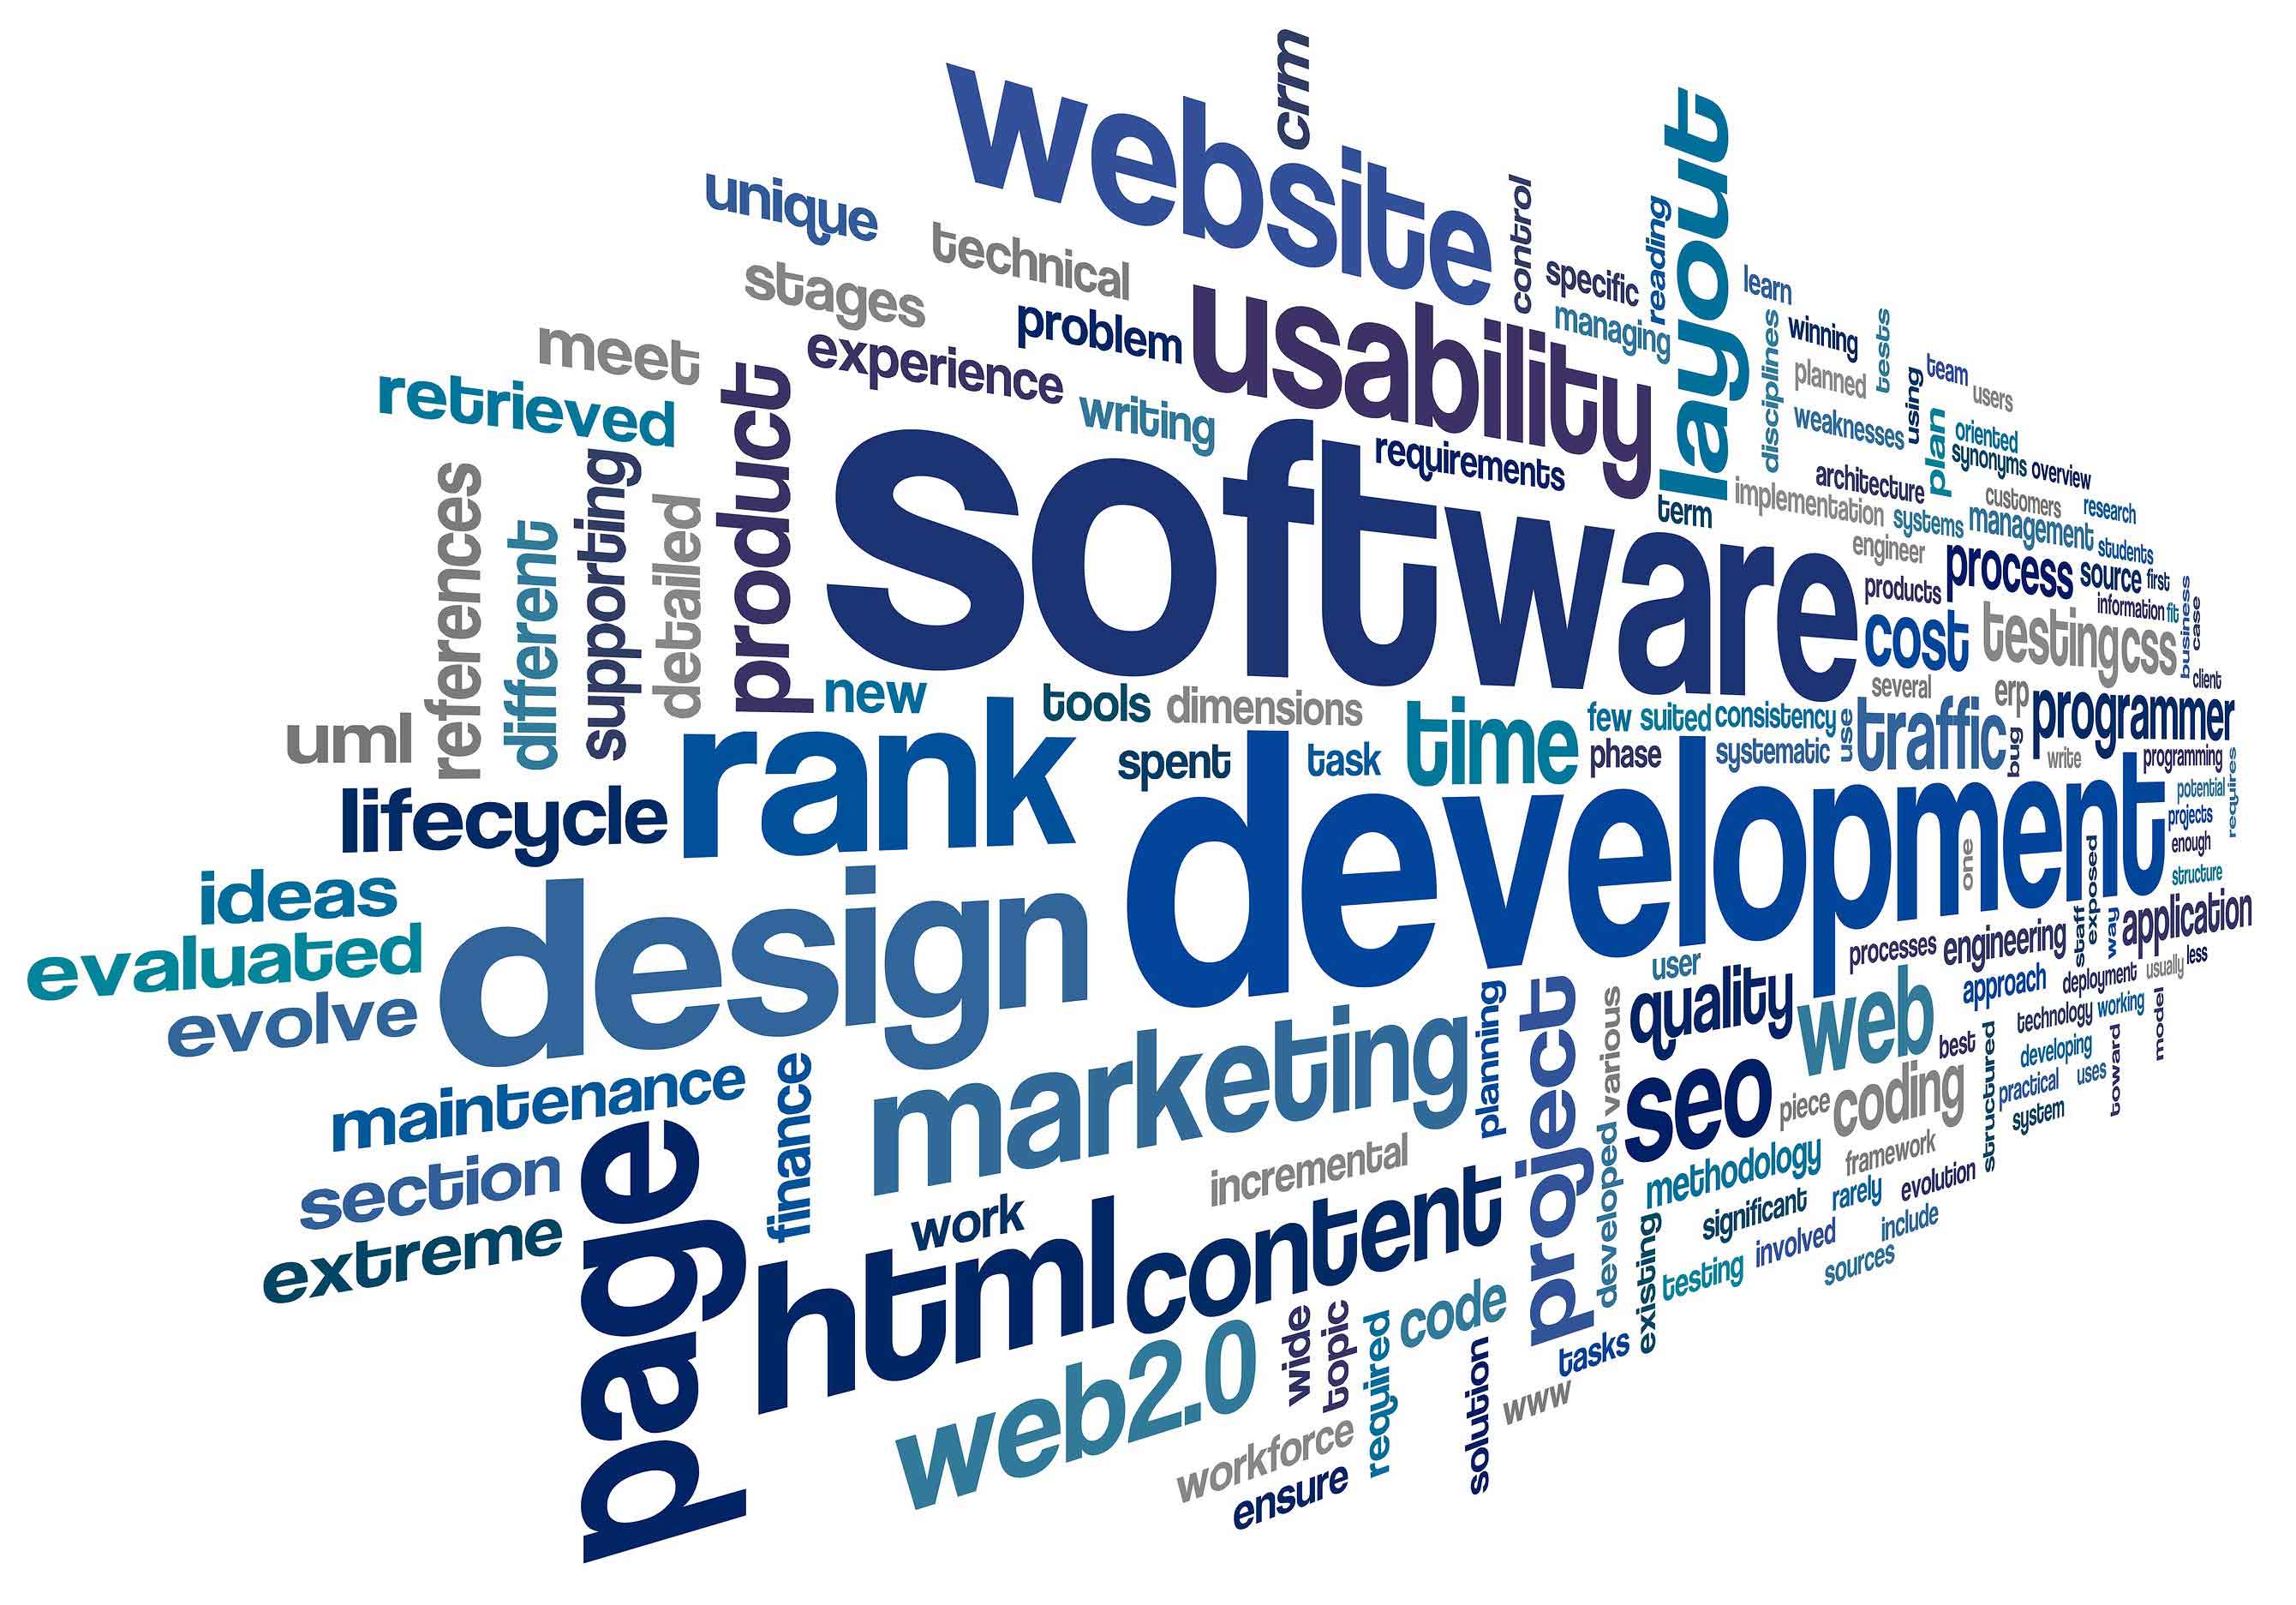 crm
website
unique
technical
control
layout
reading
specific
stages
learn
managing
problem
usability
disciplines
winning
tests
meet
experience
planned
using
team
users
retrieved
product
writing
weaknesses
plan
oriented
requirements
synonyms
overview
software
references
different
supporting
detailed
architecture
term
implementation
customers
research
systems
management
engineer
students
process
source
first
products
information
fit
business
case
cost
testing
css
several
client
new
tools
dimensions
erp
programmer
uml
rank
time
few
suited
consistency
use
traffic
spent
task
phase
systematic
bug
write
programming
requires
lifecycle
development
potential
projects
enough
one
exposed
structure
ideas
design
staff
way
application
evaluated
processes
engineering
less
user
approach
deployment
usually
evolve
planning
project
various
quality
web
technology
working
model
maintenance
finance
marketing
best
structured
developing
toward
seo
piece
coding
practical
uses
system
page
section
incremental
developed
methodology
framework
extreme
work
significant
rarely
evolution
html
content
existing
involved
include
testing
sources
web2.0
wide
topic
required
code
solution
tasks
www
workforce
ensure